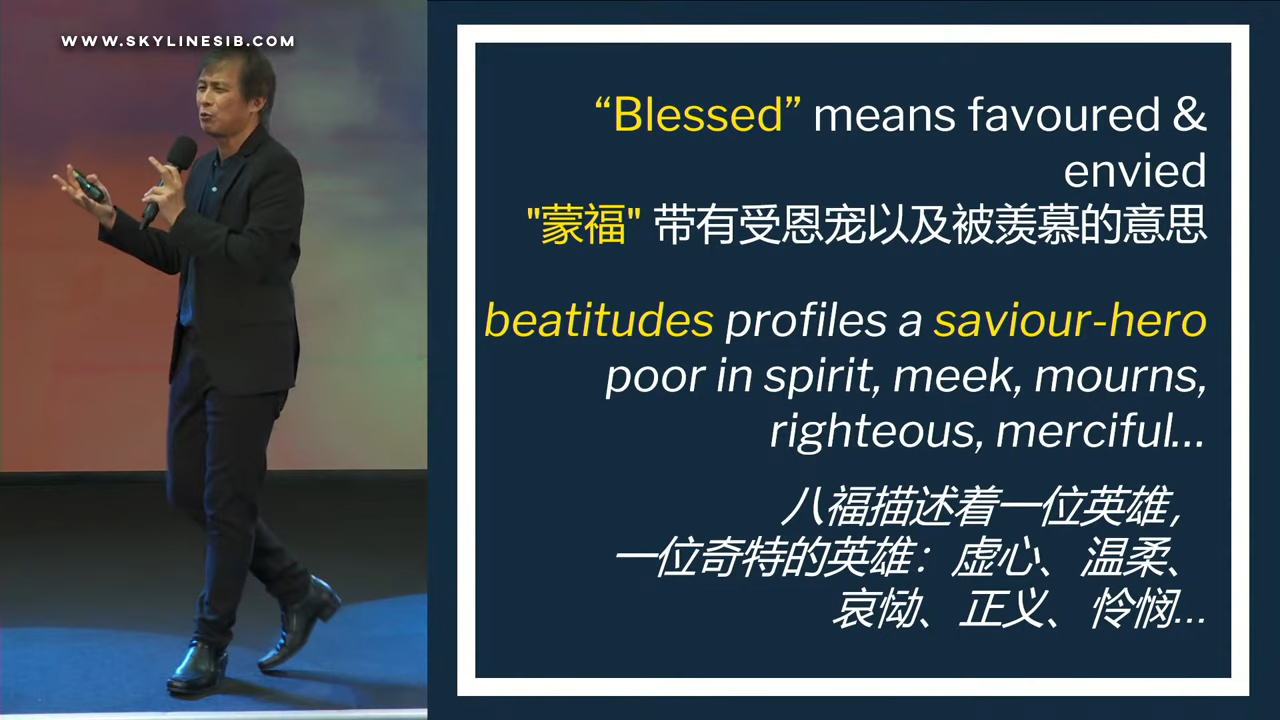 WWW.SKYLINESIB.COM
“Blessed” means favoured &
envied
"蒙福" 带有受恩宠以及被羡慕的意思
beatitudes profiles a saviour-hero
poor in spirit, meek, mourns,
righteous, merciful...
八福描述着一位英雄，
一位奇特的英雄：虚心、温柔、
哀恸、正义、怜悯...